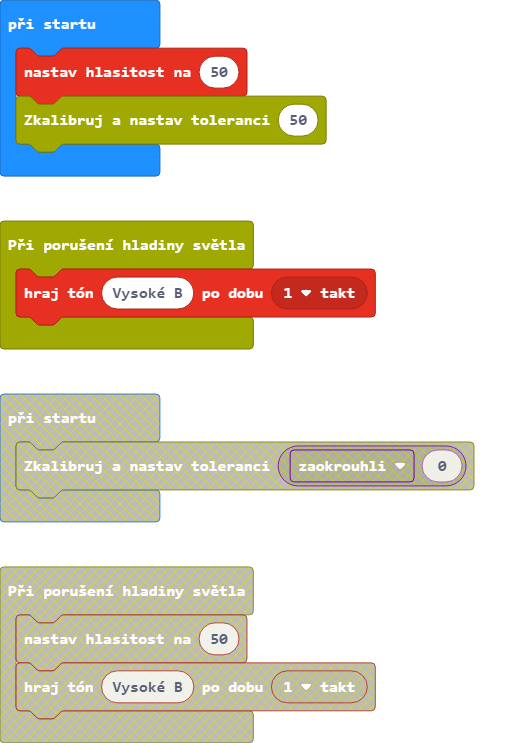 při startu
nastav hlasitost na 50
Zkalibruj a nastav toleranci 50
Při porušení hladiny světla
hraj tón Vysoké B po dobu 1 takt
při startu
Zkalibruj a nastav toleranci zaokrouhli 0
Při porušení hladiny světla
nastav hlasitost na 50
hraj tón Vysoké B po dobu 1 takt